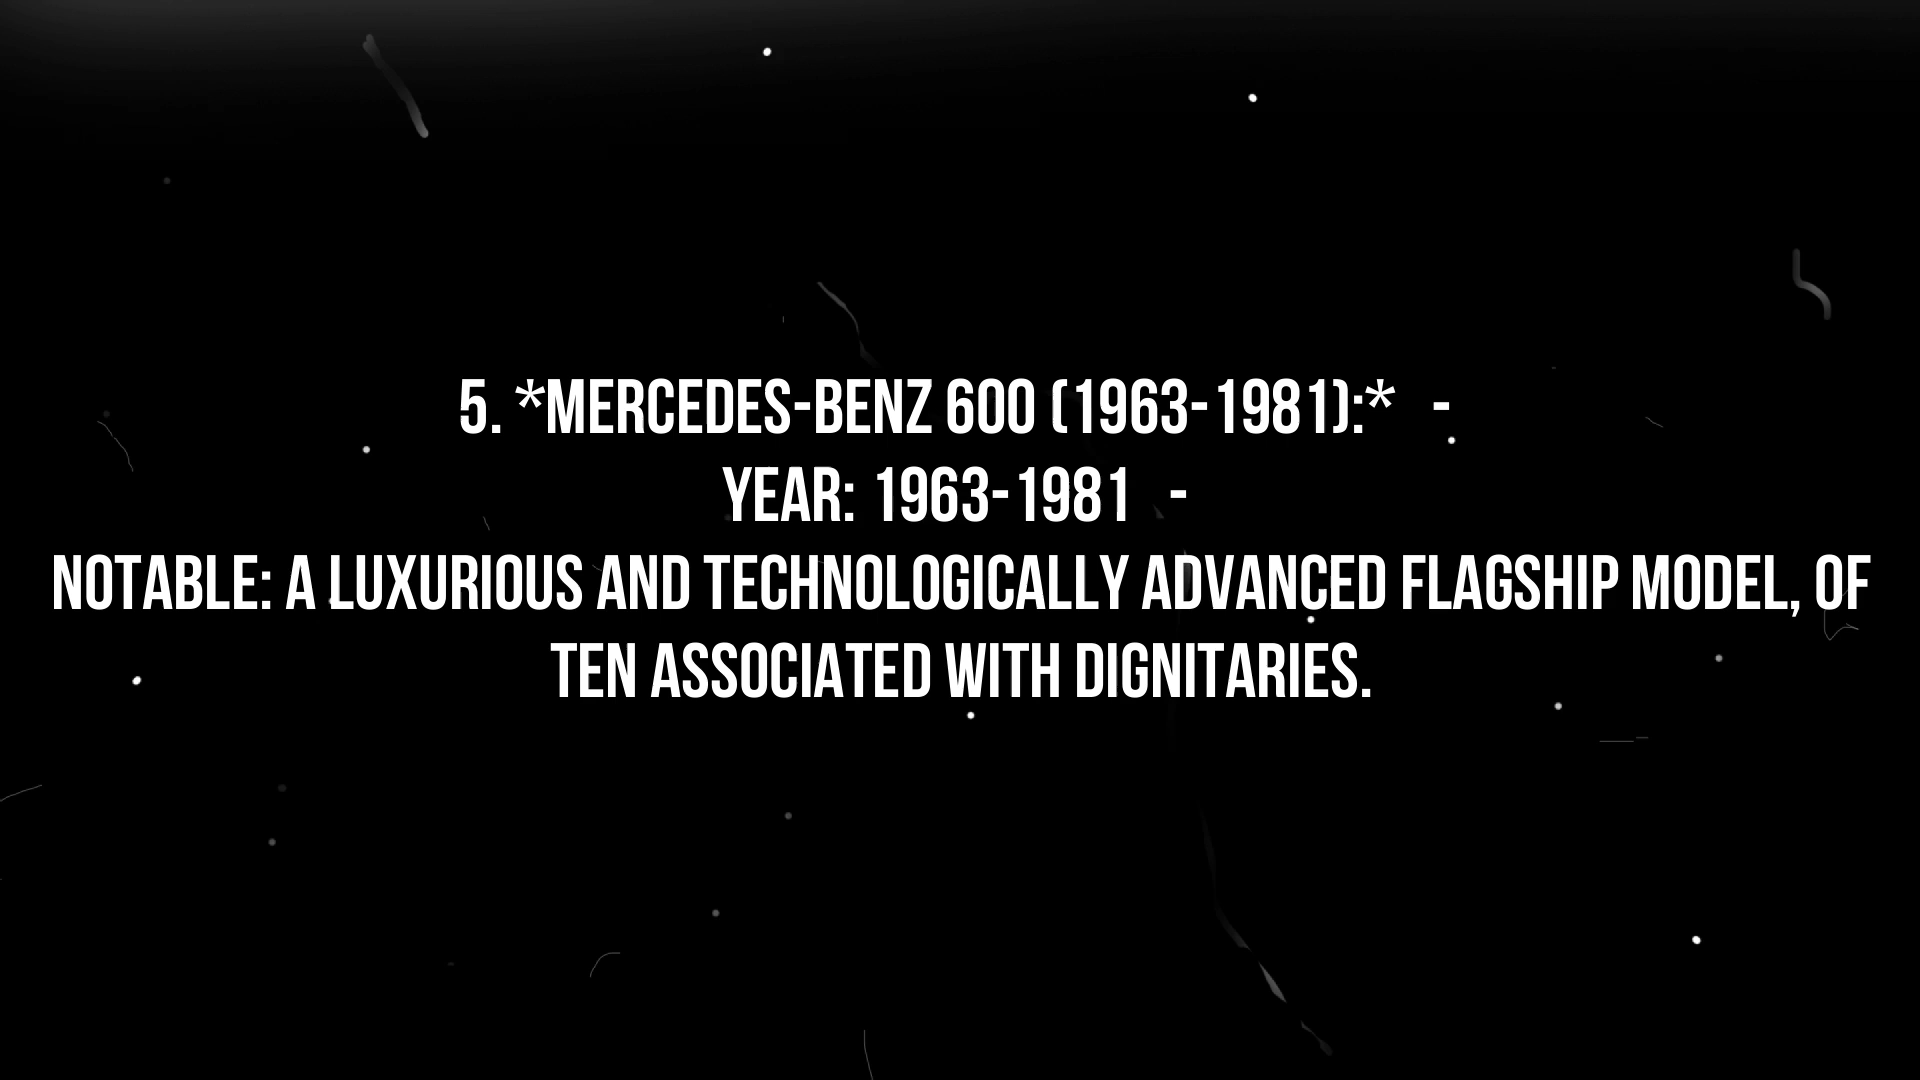 5. *MERCEDES-BENZ 600 (1963-1981):* -
YEAR: 1963-1981 -
NOTABLE: A LUXURIOUS AND TECHNOLOGICALLY ADVANCED FLAGSHIP MODEL, OF
TEN ASSOCIATED WITH DIGNITARIES.